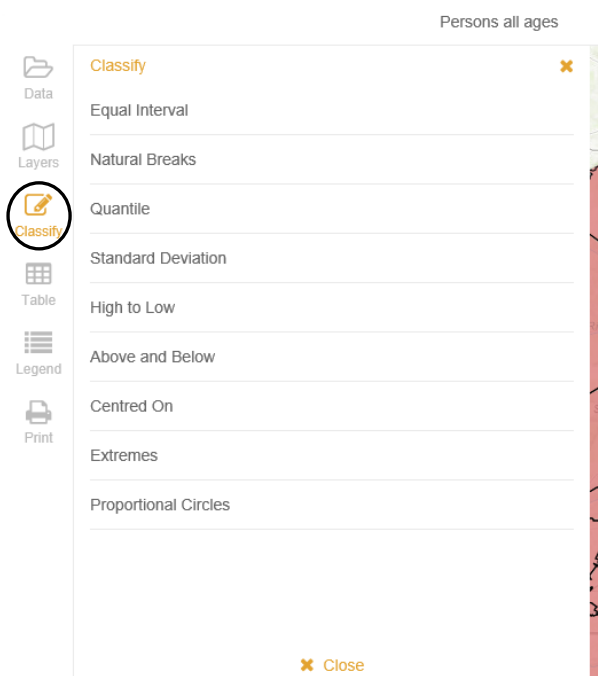 Persons all ages
Data
Layers
Classify
Table
Legend
Print
Classify
Equal Interval
Natural Breaks
Quantile
Standard Deviation
High to Low
Above and Below
Centred On
Extremes
Proportional Circles
Close